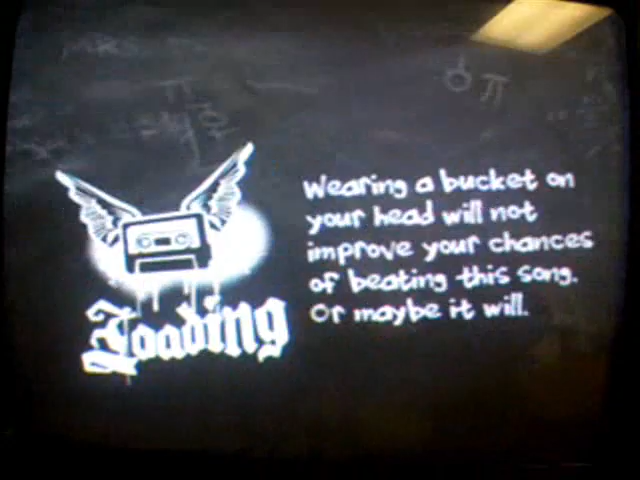 Wearing a bucket on
your head will not
improve your chances
of beating this song.
Or maybe it will.
Loading
π